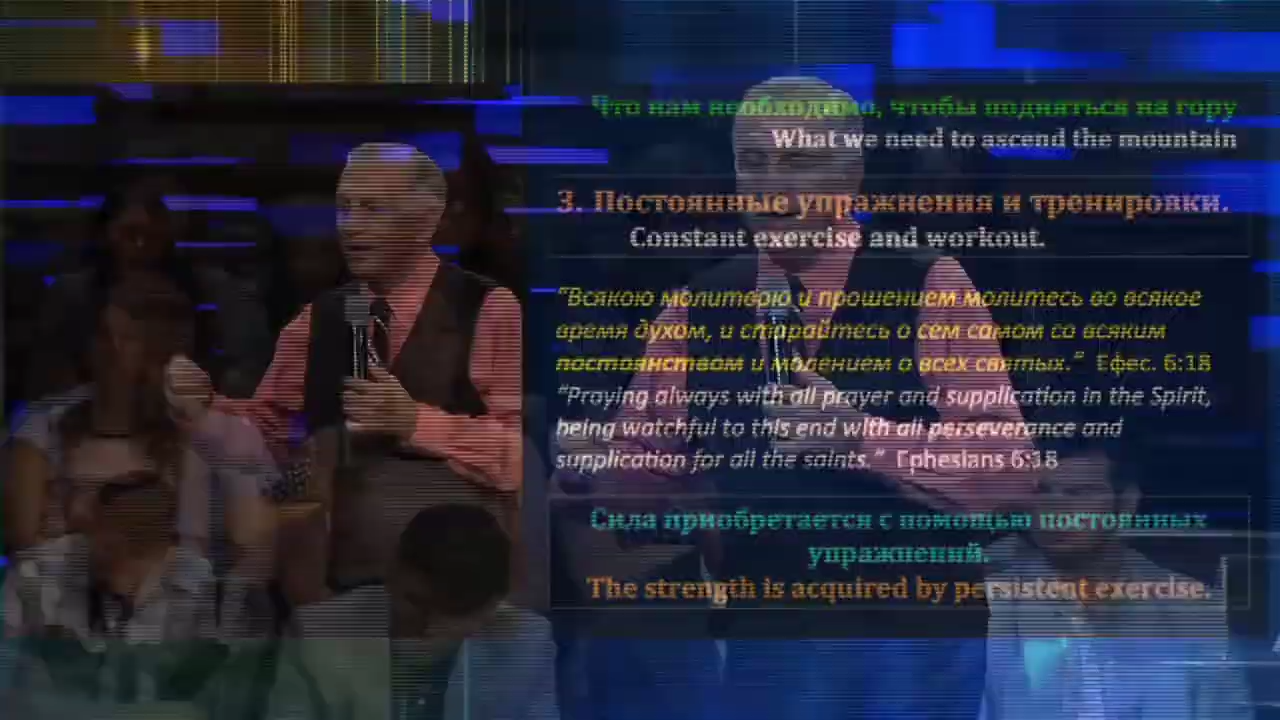 Что нам необходимо, чтобы подняться на гору
What we need to ascend the mountain
3. Постоянные упражнения и тренировки.
Constant exercise and workout.
“Всякою молитвою и прошением молитесь во всякое
время духом, и старайтесь о сем самом со всяким
постоянством и молением о всех святых.” Ефес. 6:18
“Praying always with all prayer and supplication in the Spirit,
being watchful to this end with all perseverance and
supplication for all the saints.” Ephesians 6:18
Сила приобретается с помощью постоянных
упражнений.
The strength is acquired by persistent exercise.